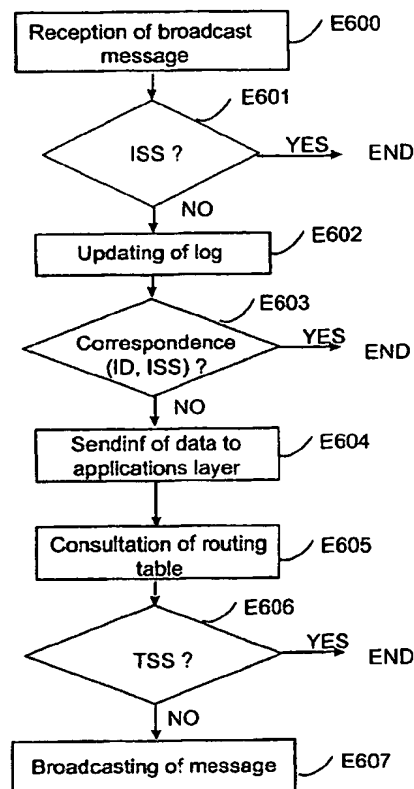 Reception of broadcast
message
E600
E601
ISS ?
YES
END
NO
Updating of log
E602
E603
Correspondence
(ID, ISS) ?
YES
END
NO
Sendinf of data to
applications layer
E604
Consultation of routing
table
E605
E606
TSS ?
YES
END
NO
Broadcasting of message
E607